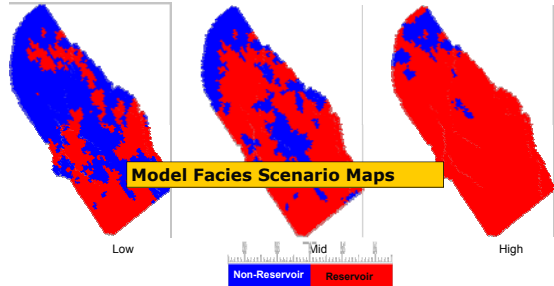 Model Facies Scenario Maps
Low
Mid
High
Non-Reservoir
Reservoir